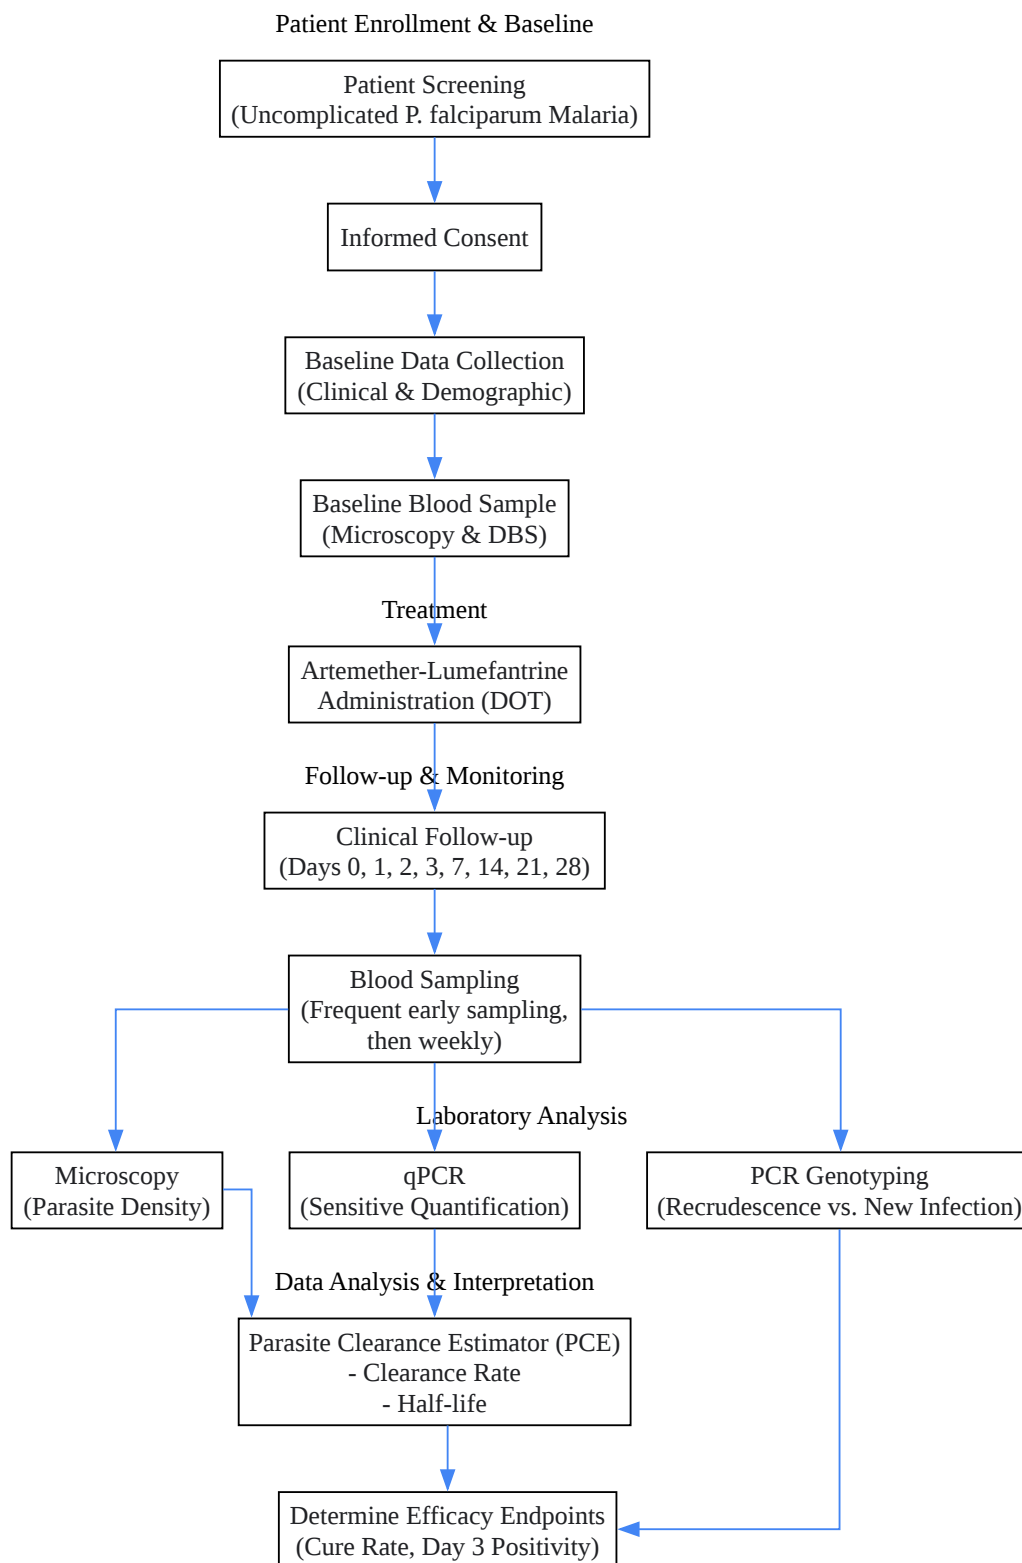 Patient Enrollment & Baseline
Patient Screening
(Uncomplicated P. falciparum Malaria)
Informed Consent
Baseline Data Collection
(Clinical & Demographic)
Baseline Blood Sample
(Microscopy & DBS)
Treatment
Artemether-Lumefantrine
Administration (DOT)
Follow-up & Monitoring
Clinical Follow-up
(Days 0, 1, 2, 3, 7, 14, 21, 28)
Blood Sampling
(Frequent early sampling,
then weekly)
Laboratory Analysis
Microscopy
(Parasite Density)
qPCR
(Sensitive Quantification)
PCR Genotyping
(Recrudescence vs. New Infection)
Data Analysis & Interpretation
Parasite Clearance Estimator (PCE)
- Clearance Rate
- Half-life
Determine Efficacy Endpoints
(Cure Rate, Day 3 Positivity)